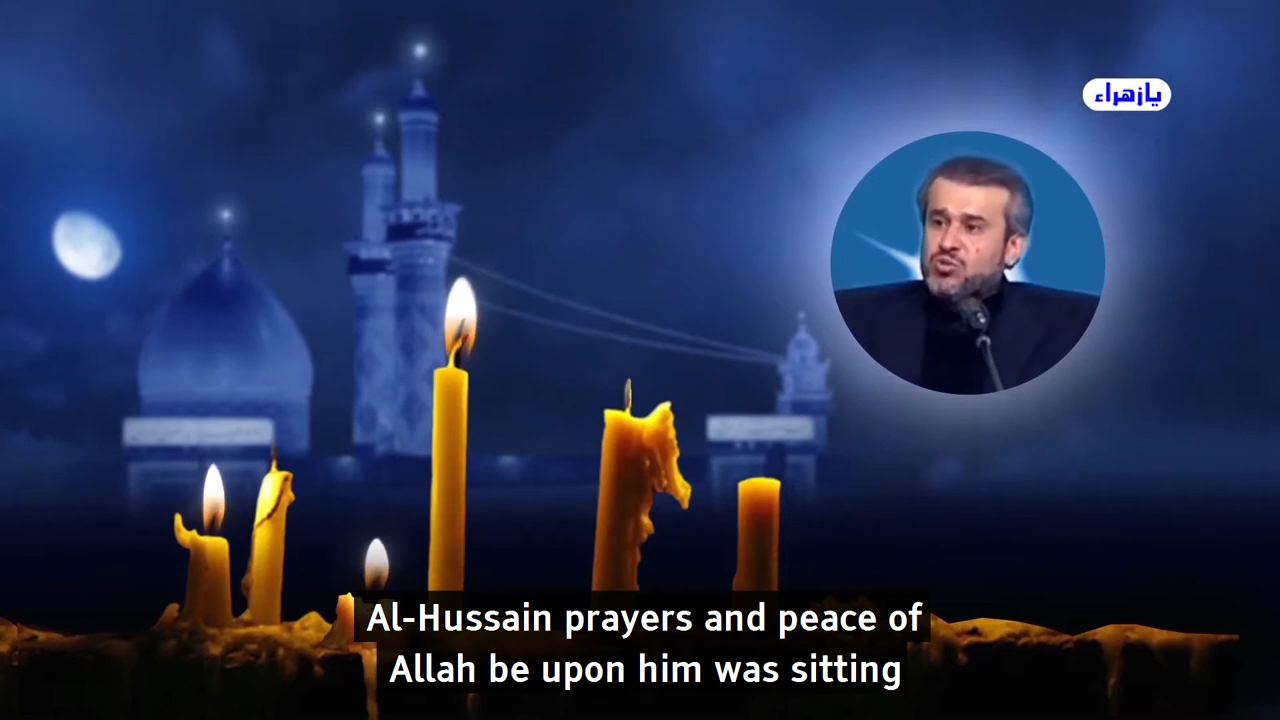 يازهراء
Al-Hussain prayers and peace of
Allah be upon him was sitting